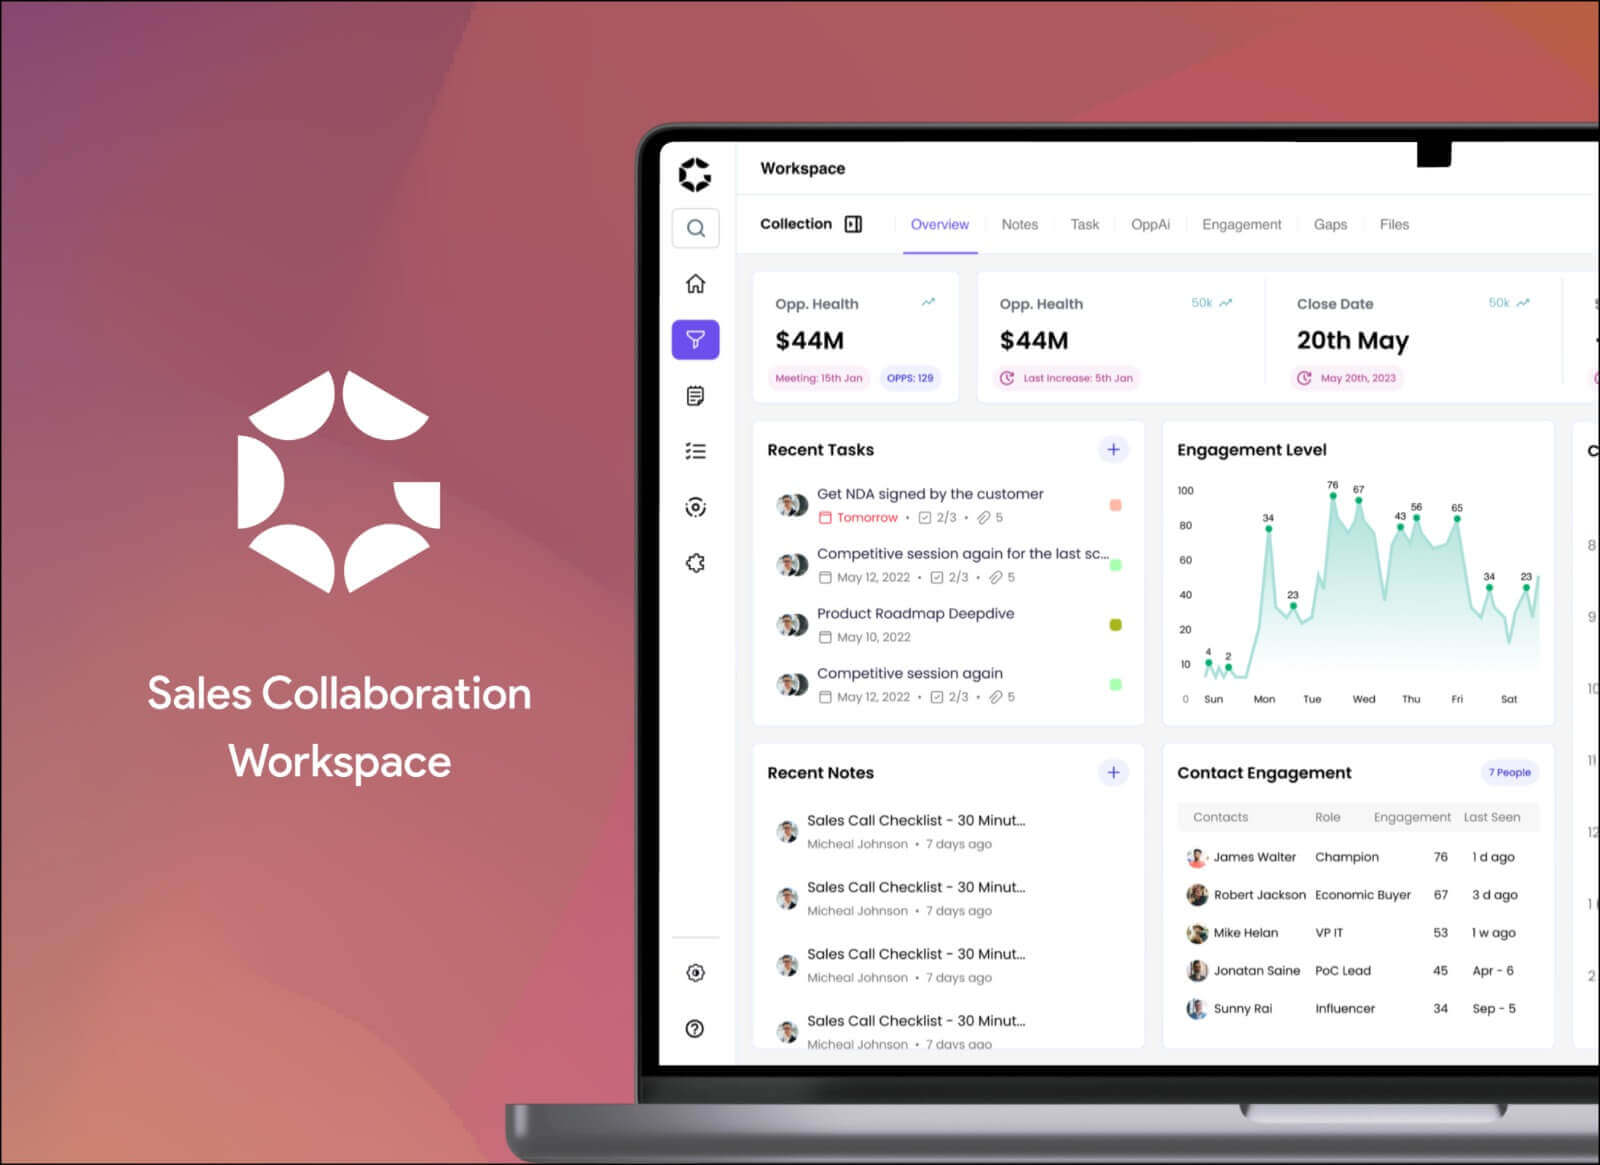 Sales Collaboration
Workspace
Workspace
Collection Overview Notes Task OppAi Engagement Gaps Files
Opp. Health
$44M
Meeting: 15th Jan OPPS: 129
Opp. Health 50k
$44M
Last Increase: 5th Jan
Close Date 50k
20th May
May 20th, 2023
Recent Tasks
Get NDA signed by the customer
Tomorrow • 2/3 • 5
Competitive session again for the last sc...
May 12, 2022 • 2/3 • 5
Product Roadmap Deepdive
May 10, 2022
Competitive session again
May 12, 2022 • 2/3 • 5
Engagement Level
100
80
60
40
20
10
0
4 2 34 23 76 67 43 56 65 34 23
Sun Mon Tue Wed Thu Fri Sat
Recent Notes
Sales Call Checklist - 30 Minut...
Micheal Johnson • 7 days ago
Sales Call Checklist - 30 Minut...
Micheal Johnson • 7 days ago
Sales Call Checklist - 30 Minut...
Micheal Johnson • 7 days ago
Sales Call Checklist - 30 Minut...
Micheal Johnson • 7 days ago
Contact Engagement 7 People
Contacts Role Engagement Last Seen
James Walter Champion 76 1 d ago
Robert Jackson Economic Buyer 67 3 d ago
Mike Helan VP IT 53 1 w ago
Jonatan Saine PoC Lead 45 Apr - 6
Sunny Rai Influencer 34 Sep - 5